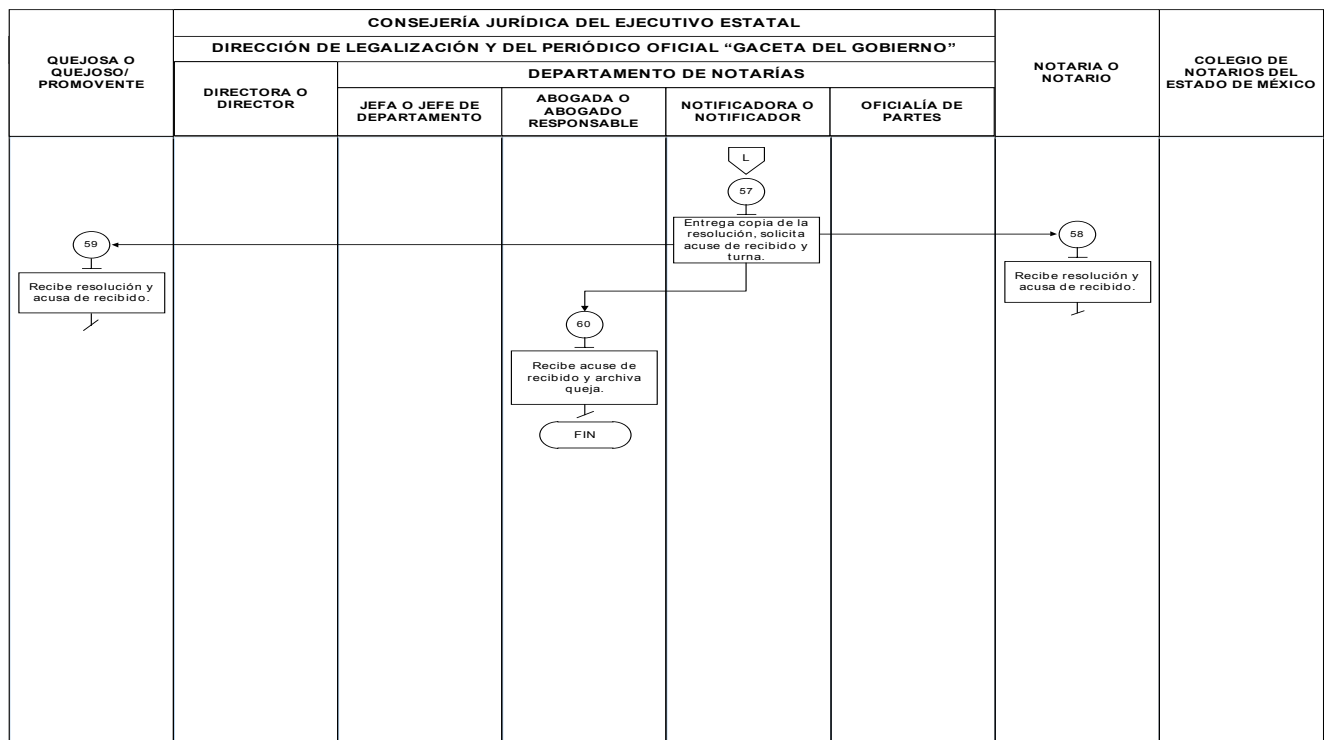 CONSEJERÍA JURÍDICA DEL EJECUTIVO ESTATAL
DIRECCIÓN DE LEGALIZACIÓN Y DEL PERIÓDICO OFICIAL “GACETA DEL GOBIERNO”
QUEJOSA O
QUEJOSO/
PROMOVENTE
DIRECTORA O
DIRECTOR
DEPARTAMENTO DE NOTARÍAS
JEFA O JEFE DE
DEPARTAMENTO
ABOGADA O
ABOGADO
RESPONSABLE
NOTIFICADORA O
NOTIFICADOR
OFICIALÍA DE
PARTES
NOTARIA O
NOTARIO
COLEGIO DE
NOTARIOS DEL
ESTADO DE MÉXICO
L
57
Entrega copia de la
resolución, solicita
acuse de recibido y
turna.
58
Recibe resolución y
acusa de recibido.
59
Recibe resolución y
acusa de recibido.
60
Recibe acuse de
recibido y archiva
queja.
FIN